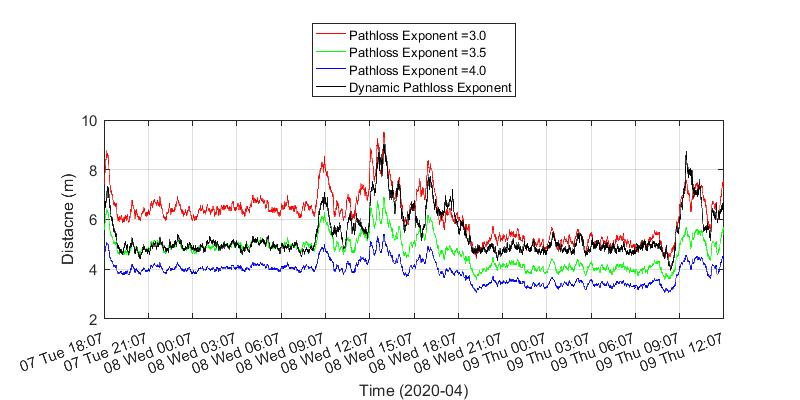 Pathloss Exponent =3.0
Pathloss Exponent =3.5
Pathloss Exponent =4.0
Dynamic Pathloss Exponent
10
8
6
4
2
Distacne (m)
07 Tue 18:07
07 Tue 21:07
08 Wed 00:07
08 Wed 03:07
08 Wed 06:07
08 Wed 09:07
08 Wed 12:07
08 Wed 15:07
08 Wed 18:07
08 Wed 21:07
09 Thu 00:07
09 Thu 03:07
09 Thu 06:07
09 Thu 09:07
09 Thu 12:07
Time (2020-04)